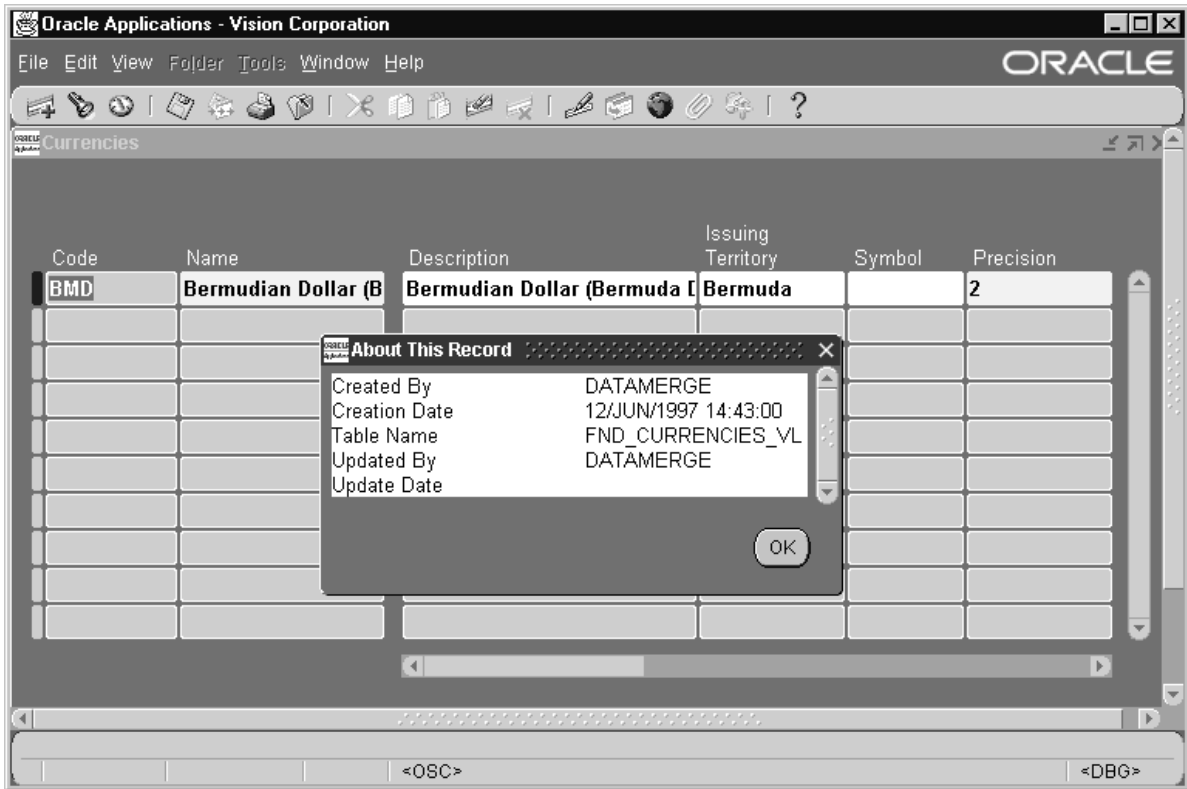 Oracle Applications - Vision Corporation
File Edit View Folder Tools Window Help
ORACLE
Currencies
Code Name Description Issuing Territory Symbol Precision
BMD Bermudian Dollar (B Bermudian Dollar (Bermuda D Bermuda 2
About This Record
Created By DATAMERGE
Creation Date 12/JUN/1997 14:43:00
Table Name FND_CURRENCIES_VL
Updated By DATAMERGE
Update Date
OK
<OSC> <DBG>